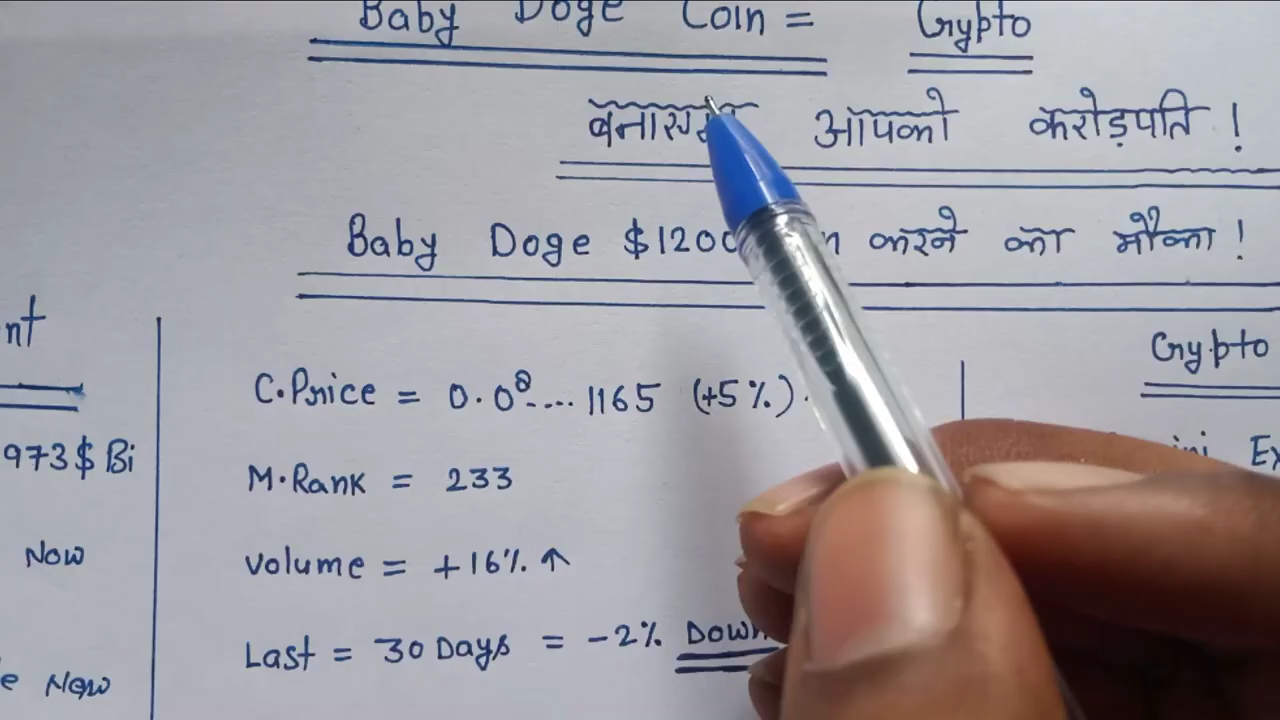 Baby Doge Coin = Crypto
आपको करोड़पति !
Baby Doge करने का मौका !
nt
973$ Bi
Now
e Now
C.Price = 0.0⁸.... 1165 (+5%)
M.Rank = 233
Volume = +16% ↑
Last = 30 Days = -2% Down
Crypto
Ex